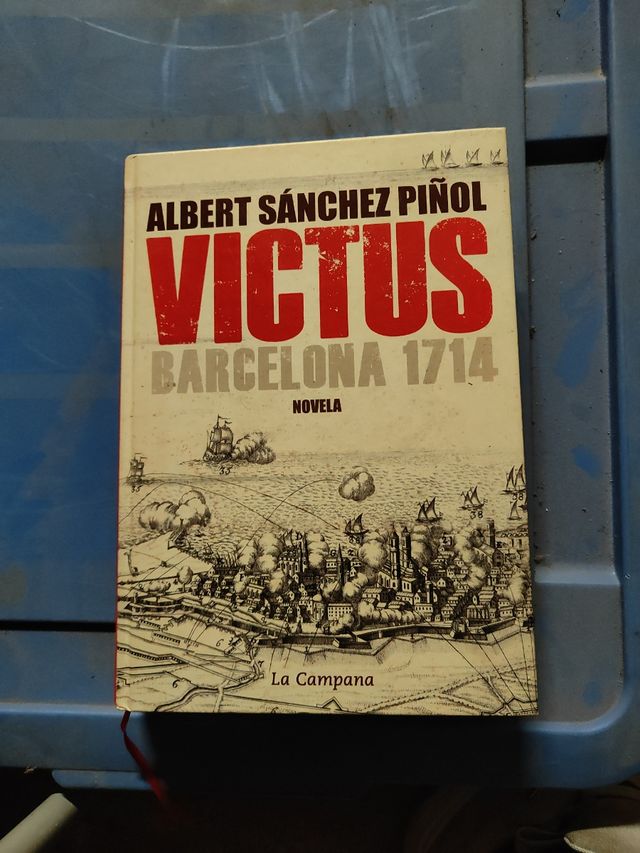 ALBERT SÁNCHEZ PIÑOL
VICTUS
BARCELONA 1714
NOVELA
La Campana